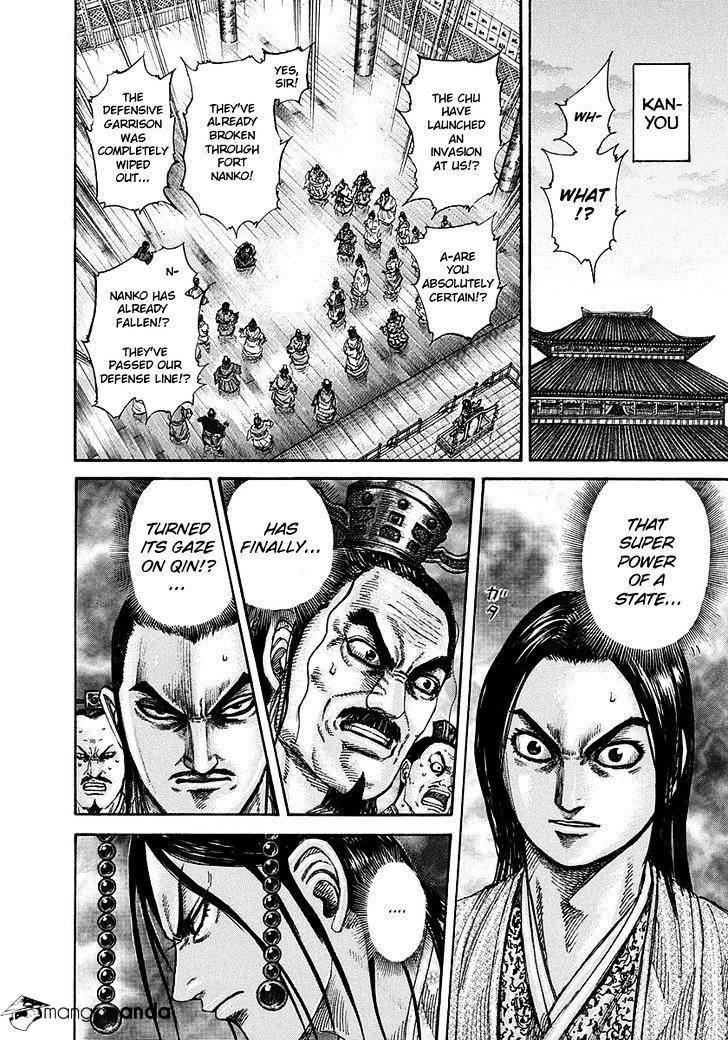 KAN-
YOU
WH-
WHAT
!?
THE CHU
HAVE
LAUNCHED
AN
INVASION
AT US!?
A-ARE
YOU
ABSOLUTELY
CERTAIN!?
YES,
SIR!
THEY'VE
ALREADY
BROKEN
THROUGH
FORT
NANKO!
THE
DEFENSIVE
GARRISON
WAS
COMPLETELY
WIPED
OUT...
N-
NANKO HAS
ALREADY
FALLEN!?
THEY'VE
PASSED OUR
DEFENSE LINE!?
THAT
SUPER
POWER
OF A
STATE...
ガタ
HAS
FINALLY...
TURNED
ITS GAZE
ON QIN!?
...
....
mangapanda